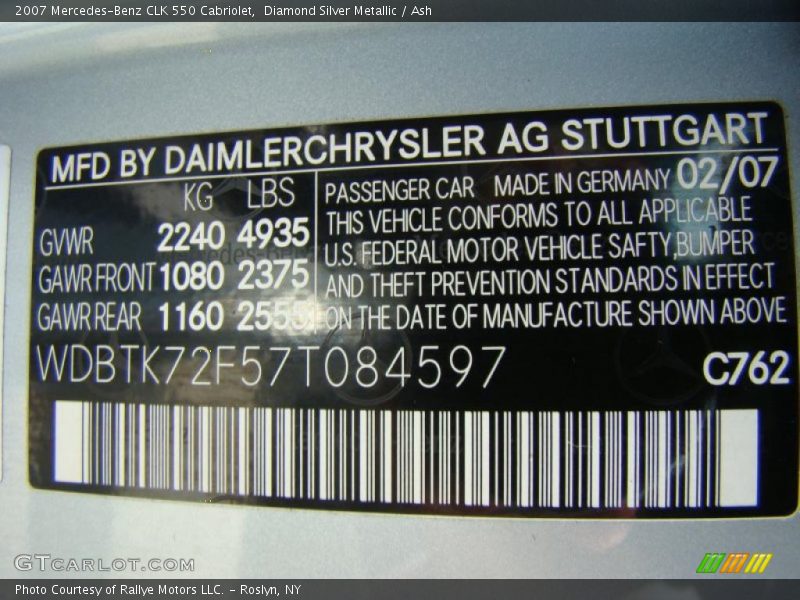 2007 Mercedes-Benz CLK 550 Cabriolet,  Diamond Silver Metallic / Ash
MFD BY DAIMLERCHRYSLER AG STUTTGART
KG LBS
GVWR 2240 4935
GAWR FRONT 1080 2375
GAWR REAR 1160 2555
PASSENGER CAR MADE IN GERMANY 02/07
THIS VEHICLE CONFORMS TO ALL APPLICABLE
U.S. FEDERAL MOTOR VEHICLE SAFTY,BUMPER
AND THEFT PREVENTION STANDARDS IN EFFECT
ON THE DATE OF MANUFACTURE SHOWN ABOVE
WDBTK72F57T084597 C762
GTCARLOT.COM
Photo Courtesy of Rallye Motors LLC. - Roslyn, NY